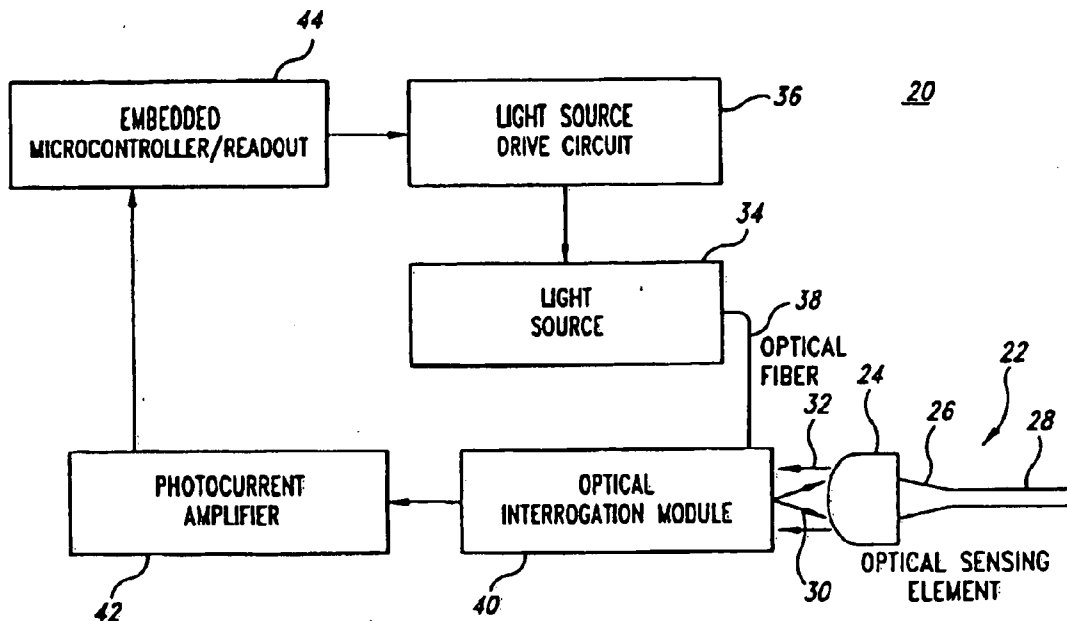 44
EMBEDDED
MICROCONTROLLER/READOUT
LIGHT SOURCE
DRIVE CIRCUIT
36
20
34
LIGHT
SOURCE
38
OPTICAL
FIBER
24
22
32
26
28
PHOTOCURRENT
AMPLIFIER
OPTICAL
INTERROGATION MODULE
OPTICAL SENSING
ELEMENT
42
40
30